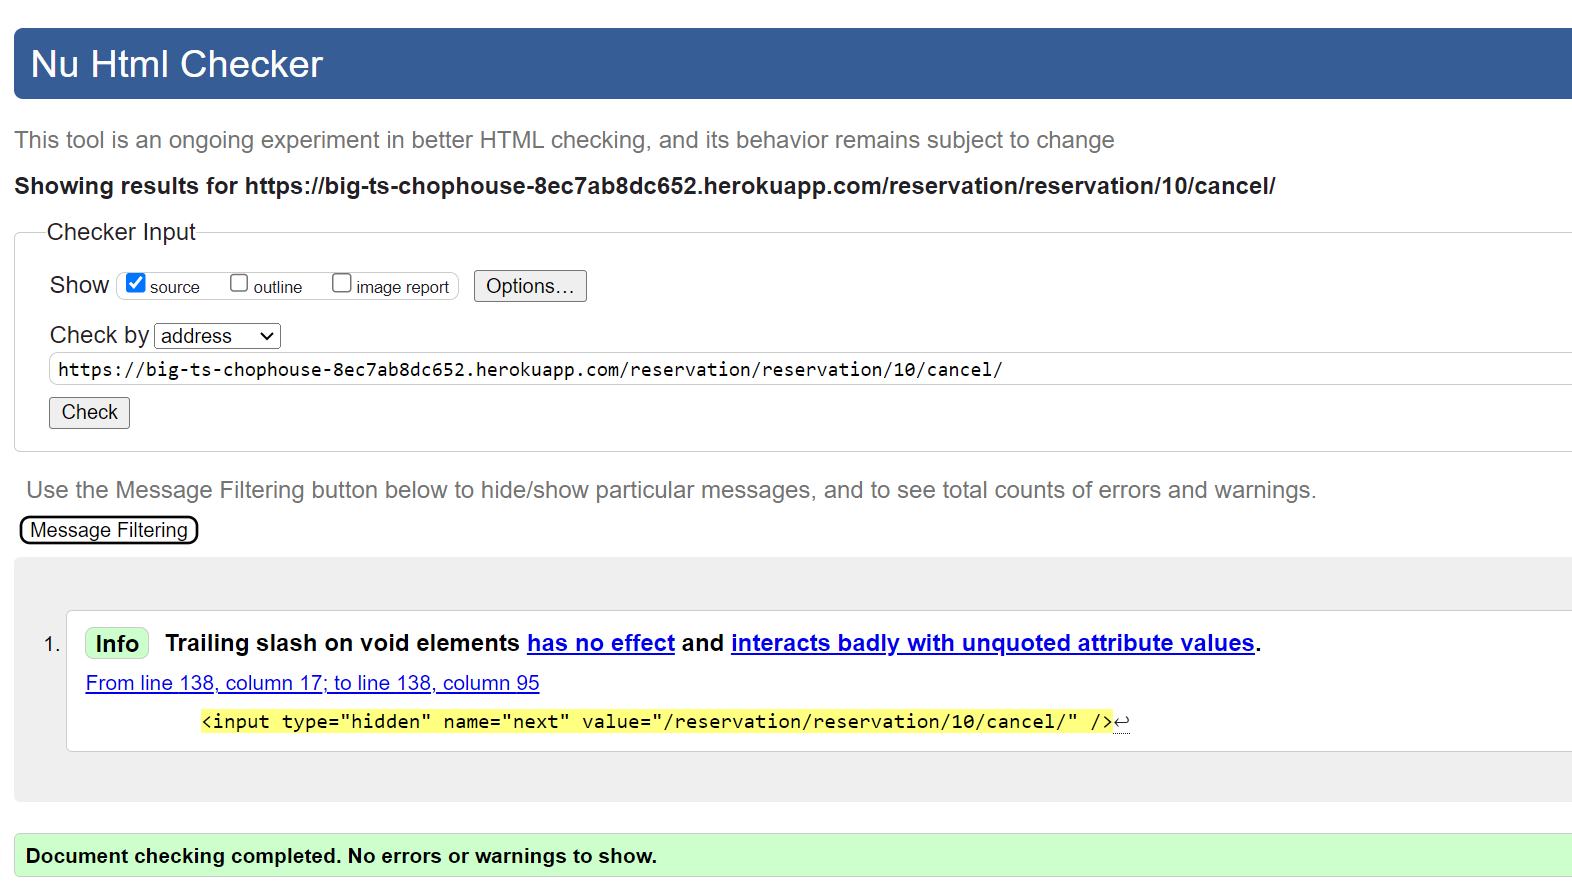 Nu Html Checker
This tool is an ongoing experiment in better HTML checking, and its behavior remains subject to change
Showing results for https://big-ts-chophouse-8ec7ab8dc652.herokuapp.com/reservation/reservation/10/cancel/
Checker Input
Show source outline image report Options...
Check by address
https://big-ts-chophouse-8ec7ab8dc652.herokuapp.com/reservation/reservation/10/cancel/
Check
Use the Message Filtering button below to hide/show particular messages, and to see total counts of errors and warnings.
Message Filtering
1. Info Trailing slash on void elements has no effect and interacts badly with unquoted attribute values.
From line 138, column 17; to line 138, column 95
<input type="hidden" name="next" value="/reservation/reservation/10/cancel/" />↩
Document checking completed. No errors or warnings to show.